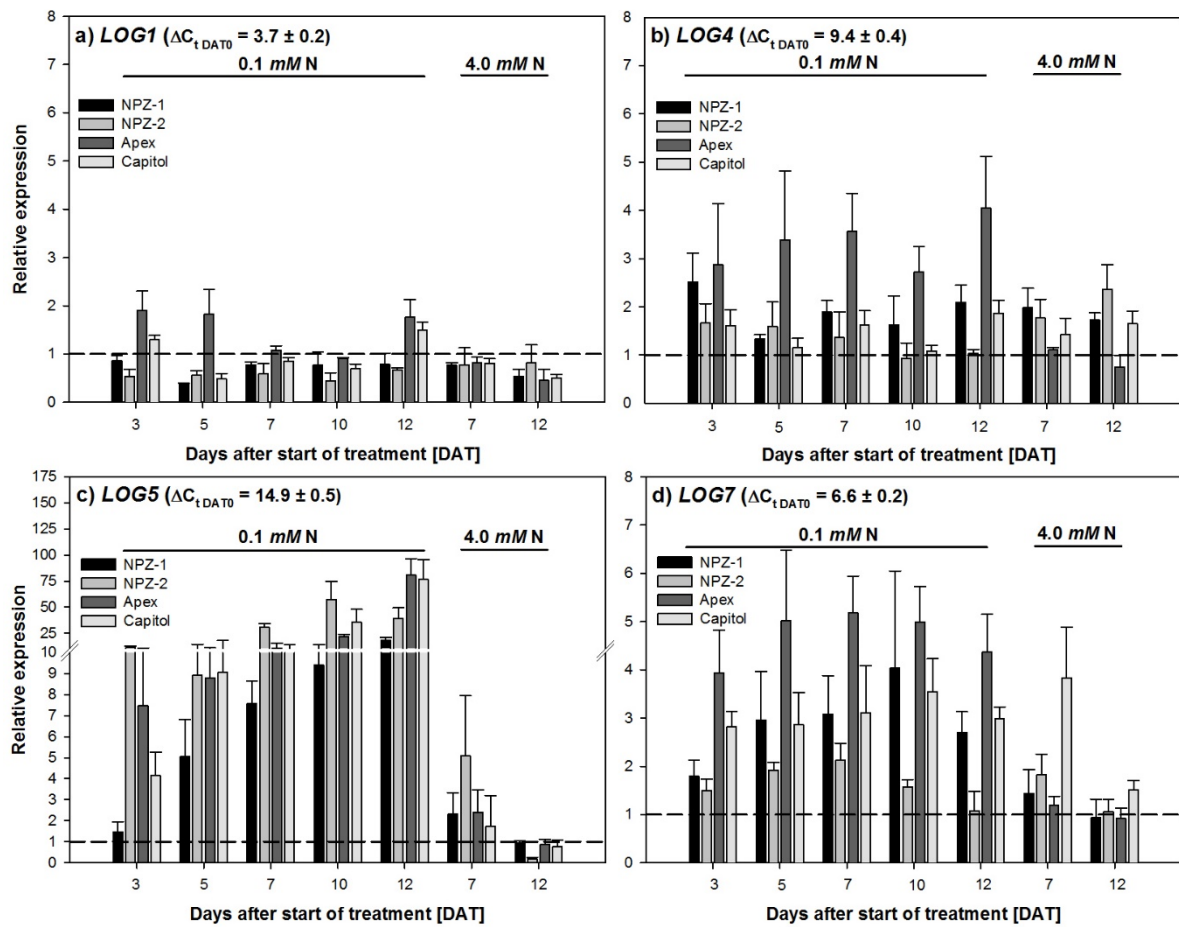 a) LOG1 (ΔCt DAT0 = 3.7 ± 0.2)
0.1 mM N
4.0 mM N
NPZ-1
NPZ-2
Apex
Capitol
Relative expression
8
7
6
5
4
3
2
1
0
3 5 7 10 12 7 12
Days after start of treatment [DAT]
b) LOG4 (ΔCt DAT0 = 9.4 ± 0.4)
0.1 mM N
4.0 mM N
NPZ-1
NPZ-2
Apex
Capitol
8
7
6
5
4
3
2
1
0
3 5 7 10 12 7 12
Days after start of treatment [DAT]
c) LOG5 (ΔCt DAT0 = 14.9 ± 0.5)
0.1 mM N
4.0 mM N
NPZ-1
NPZ-2
Apex
Capitol
Relative expression
175
150
125
100
75
50
25
10
9
8
7
6
5
4
3
2
1
0
3 5 7 10 12 7 12
Days after start of treatment [DAT]
d) LOG7 (ΔCt DAT0 = 6.6 ± 0.2)
0.1 mM N
4.0 mM N
NPZ-1
NPZ-2
Apex
Capitol
8
7
6
5
4
3
2
1
0
3 5 7 10 12 7 12
Days after start of treatment [DAT]